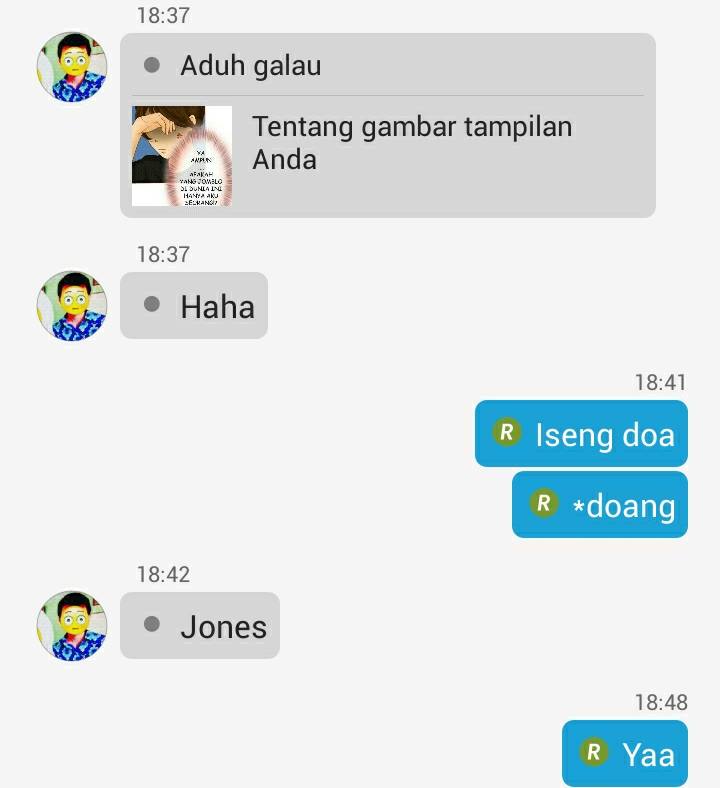 18:37
Aduh galau
Tentang gambar tampilan
Anda
YA
AMPUN
...
APAKAH
YANG JOMBLO
DI DUNIA INI
HANYA AKU
SEORANG?
18:37
Haha
18:41
R Iseng doa
R *doang
18:42
Jones
18:48
R Yaa